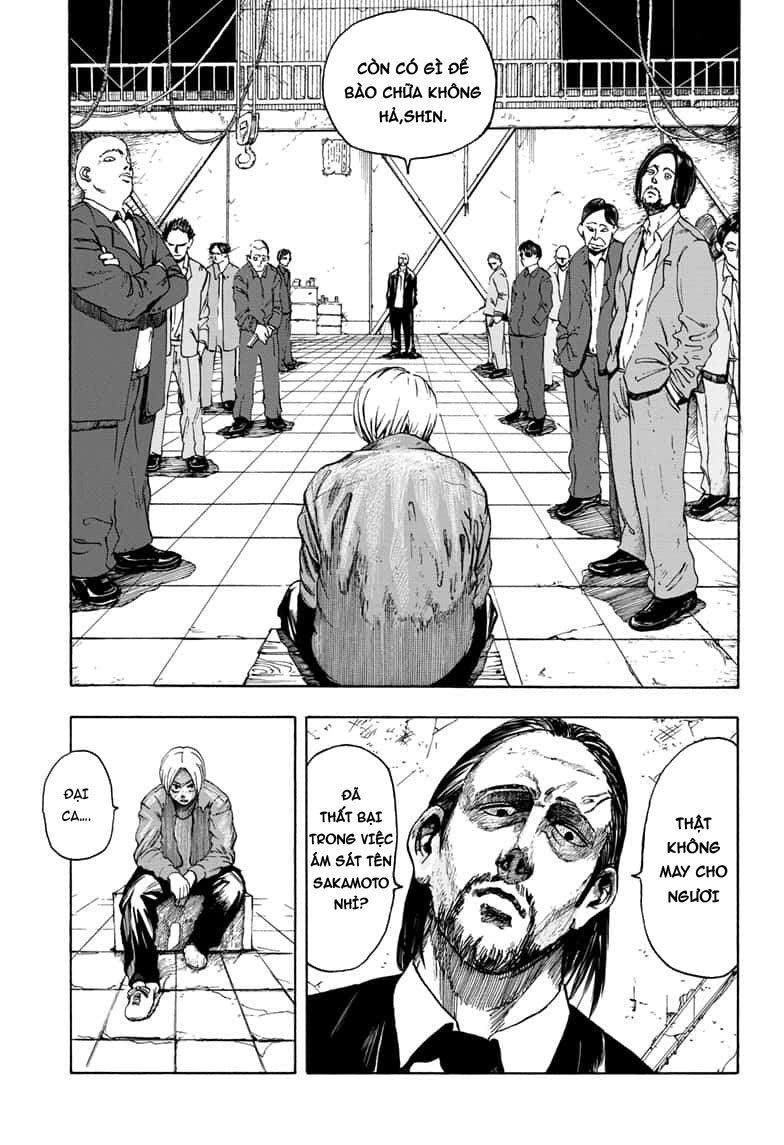 CÒN CÓ GÌ ĐỂ
BÀO CHỮA KHÔNG
HẢ,SHIN.
ĐẠI
CA....
ĐÃ
THẤT BẠI
TRONG VIỆC
ÁM SÁT TÊN
SAKAMOTO
NHỈ?
THẬT
KHÔNG
MAY CHO
NGƯƠI